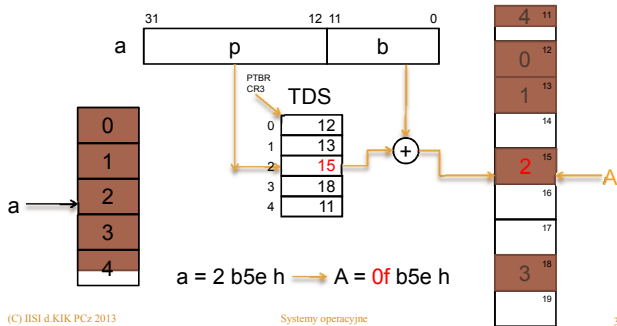 31 12 11 0
a p b
PTBR
CR3
TDS
0 12
1 13
2 15
3 18
4 11
+
0
1
2
3
4
a
4 11
0 12
1 13
14
2 15
16
17
3 18
19
A
a = 2 b5e h A = 0f b5e h
(C) IISI d.KIK PCz 2013 Systemy operacyjne 3